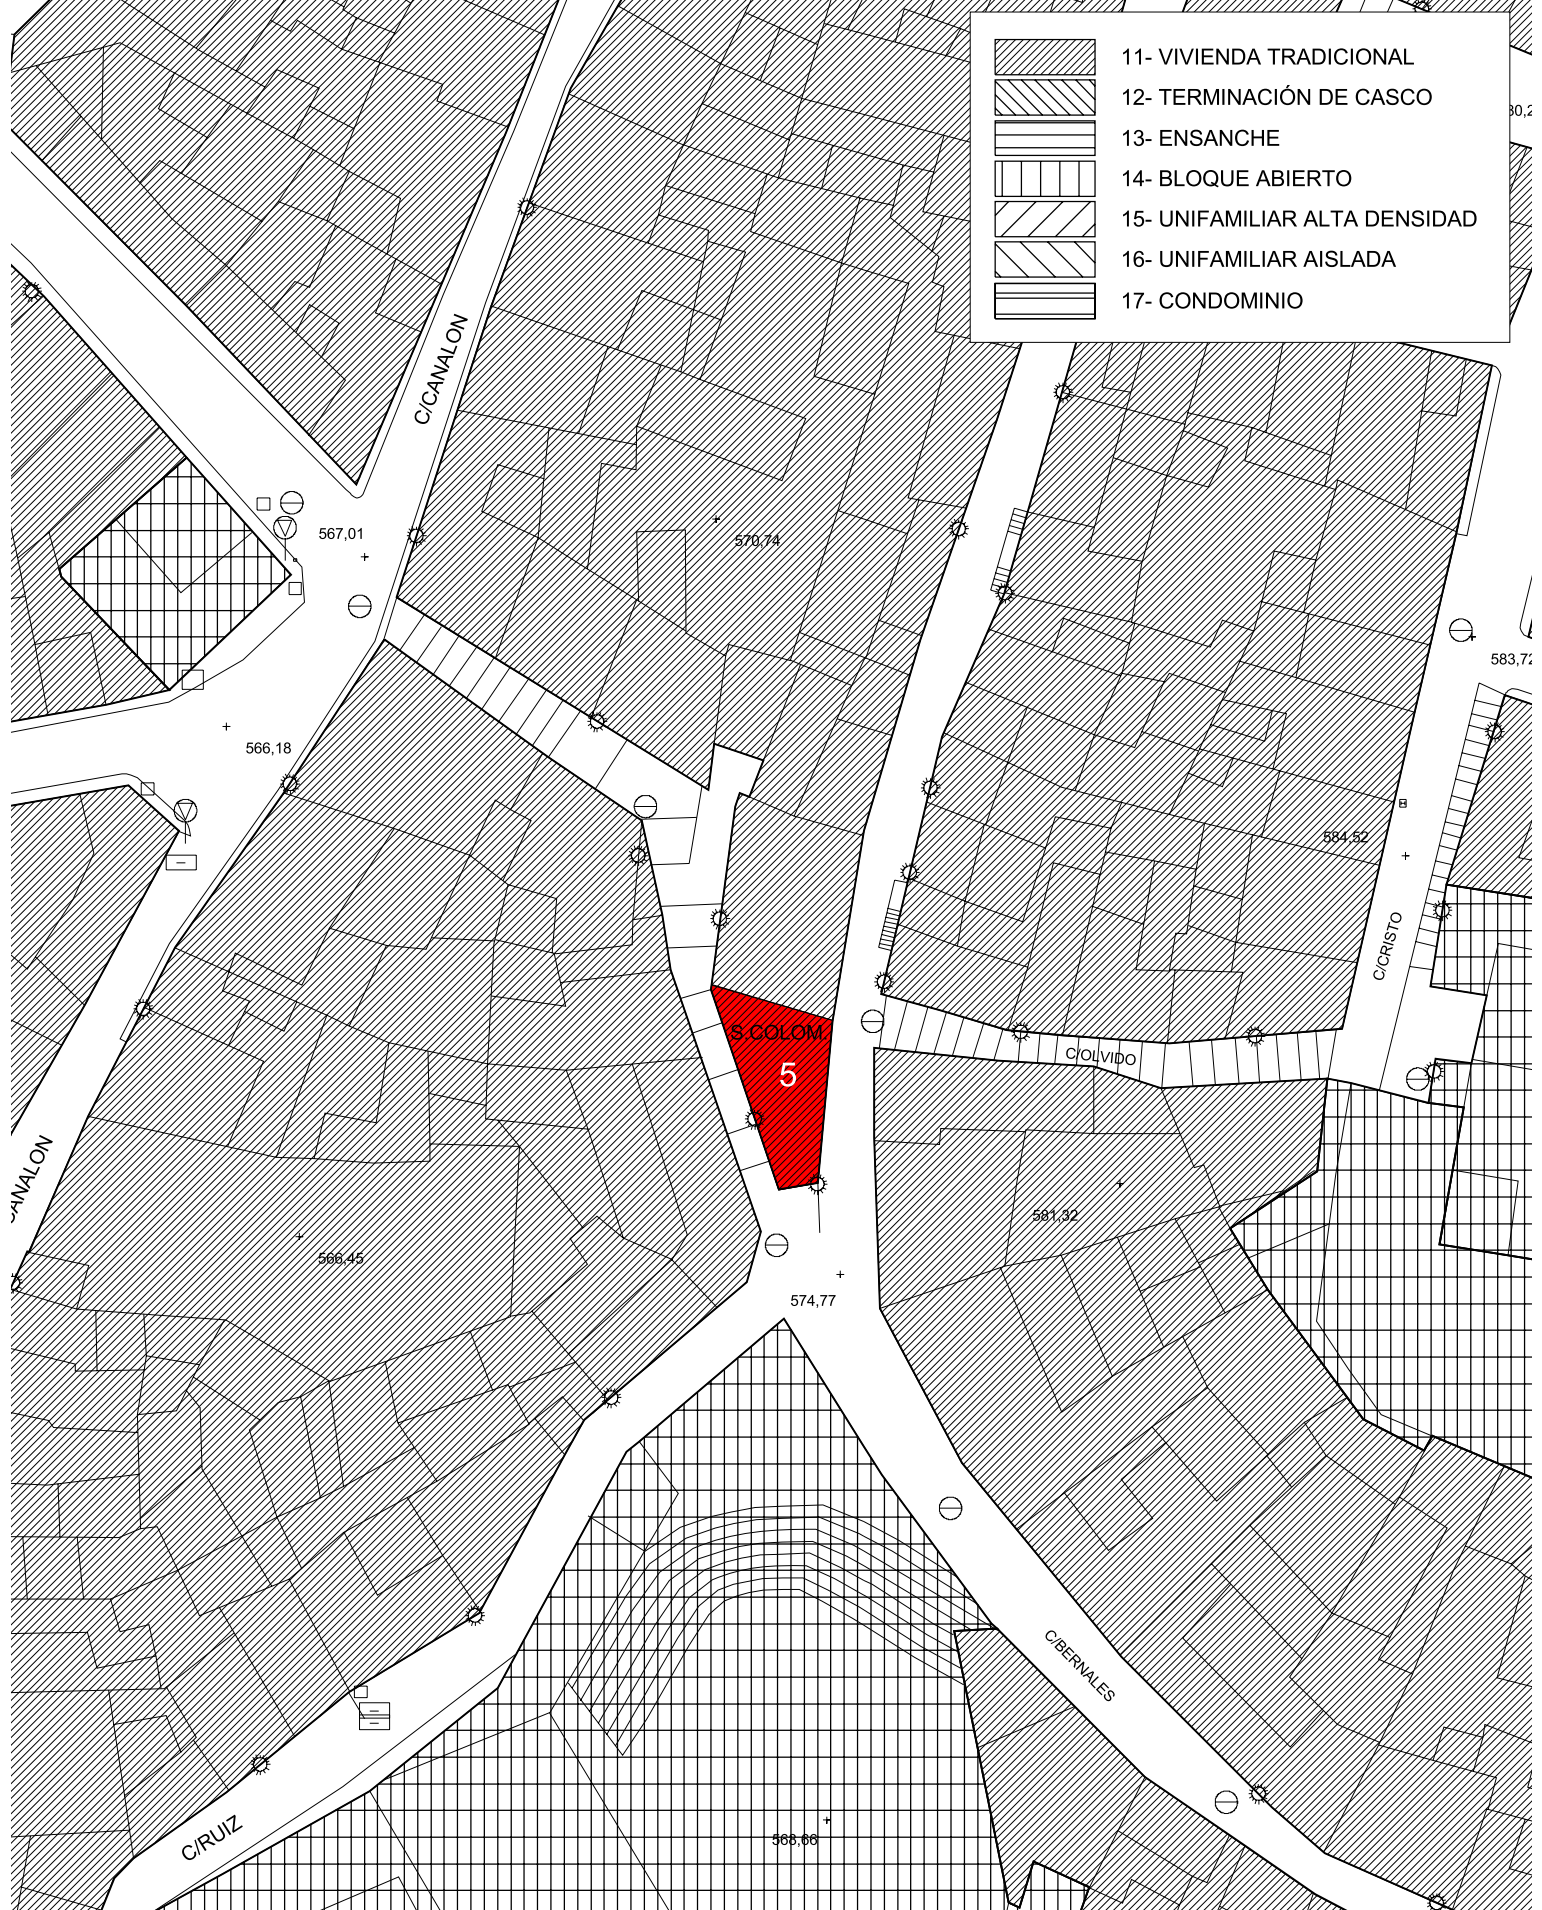 11- VIVIENDA TRADICIONAL
12- TERMINACIÓN DE CASCO
13- ENSANCHE
14- BLOQUE ABIERTO
15- UNIFAMILIAR ALTA DENSIDAD
16- UNIFAMILIAR AISLADA
17- CONDOMINIO
C/CANALON
567,01
570,74
583,72
566,18
584,52
C/CRISTO
S.COLOM.
C/OLVIDO
5
CANALON
581,32
566,45
574,77
C/BERNALES
C/RUIZ
568,66